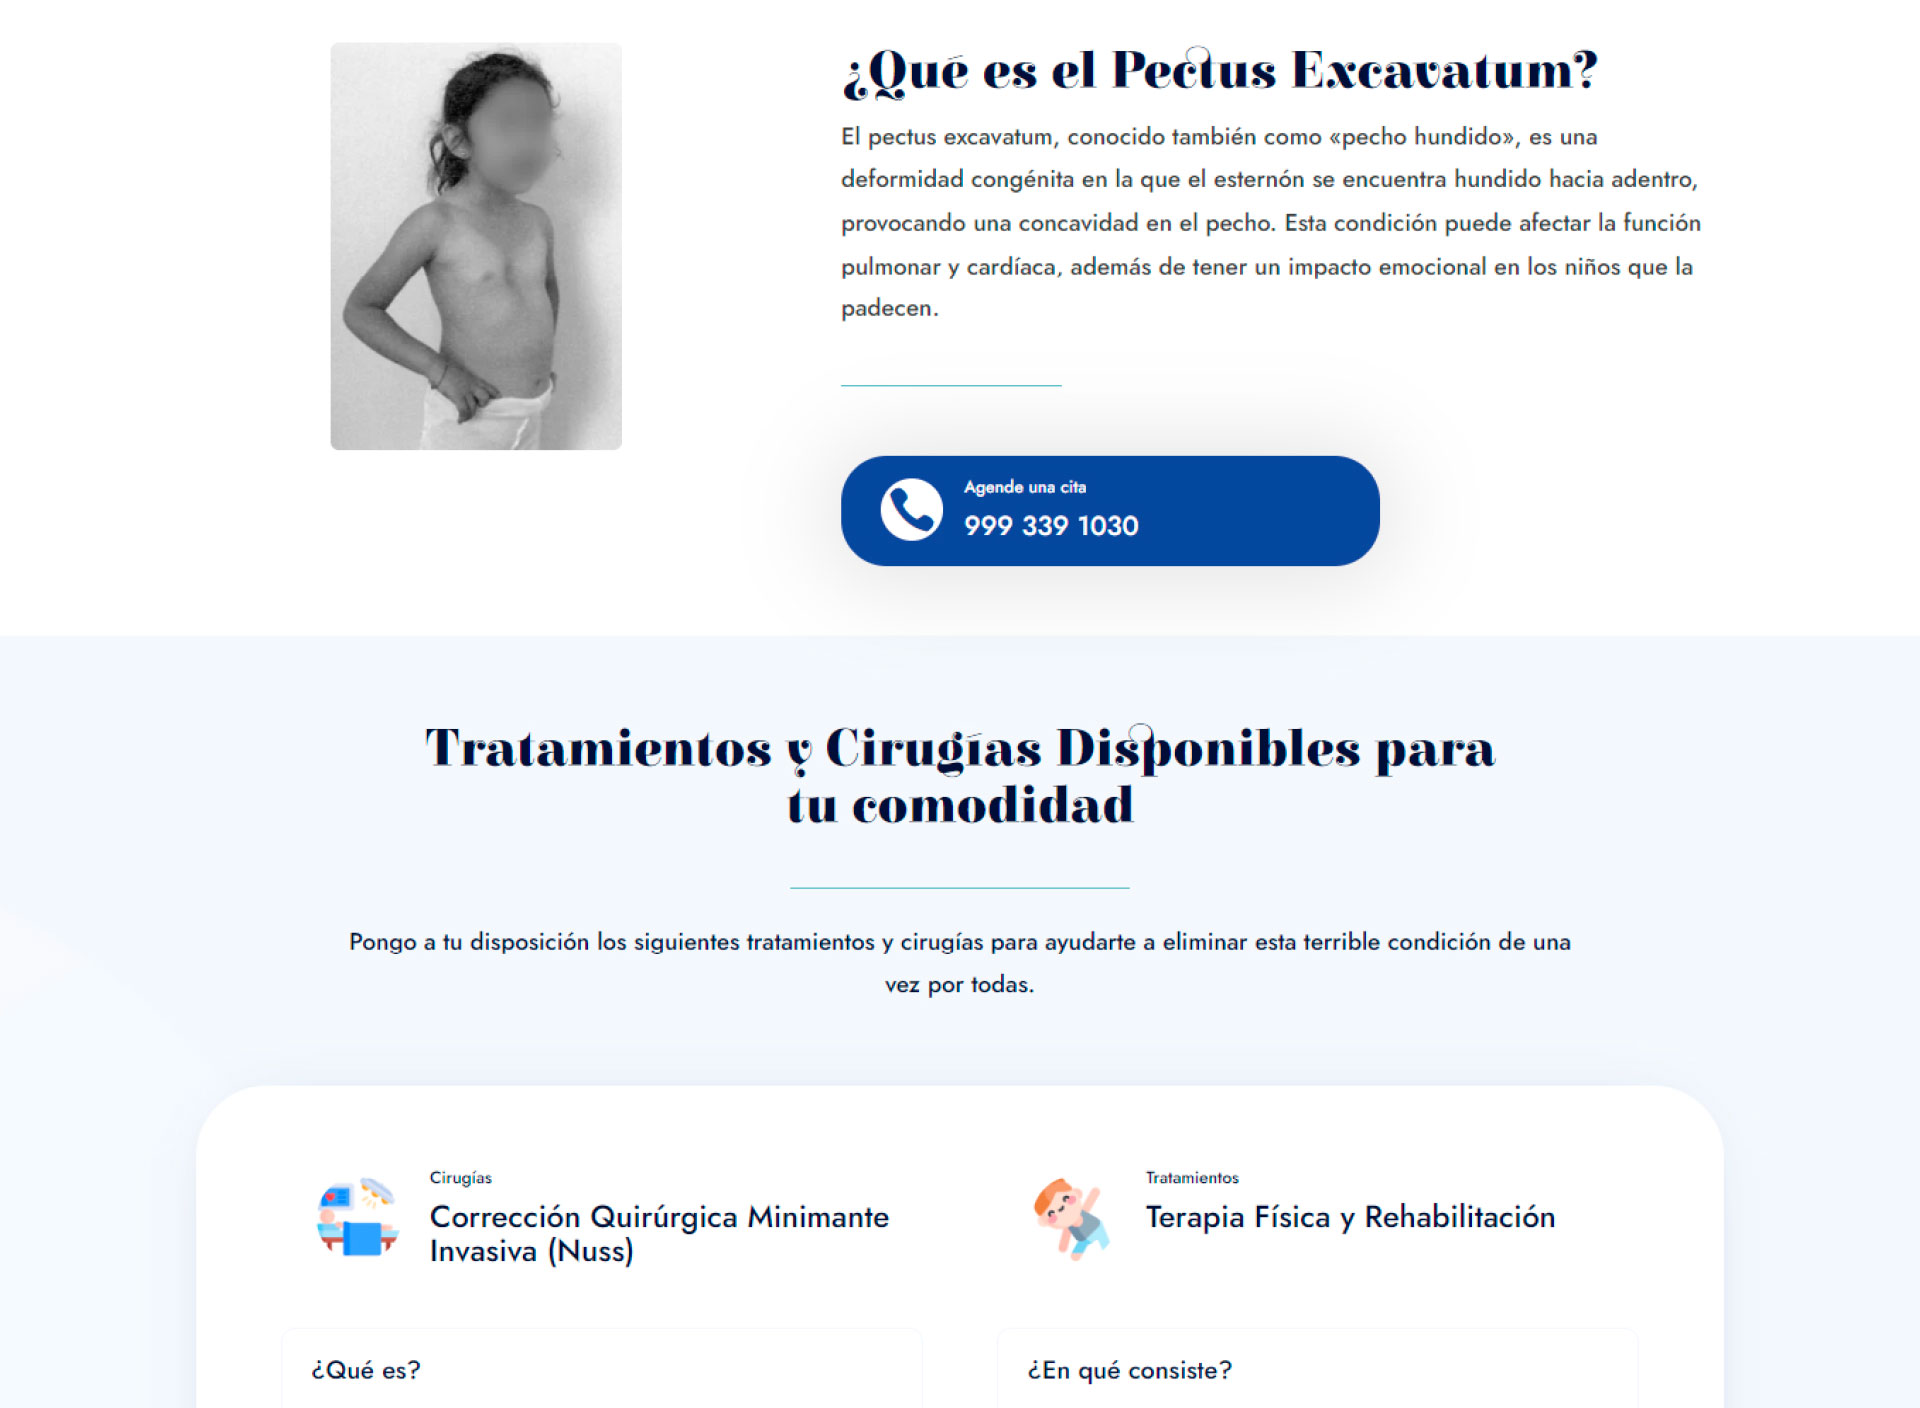 ¿Qué es el Pectus Excavatum?
El pectus excavatum, conocido también como «pecho hundido», es una
deformidad congénita en la que el esternón se encuentra hundido hacia adentro,
provocando una concavidad en el pecho. Esta condición puede afectar la función
pulmonar y cardíaca, además de tener un impacto emocional en los niños que la
padecen.
Agende una cita
999 339 1030
Tratamientos y Cirugías Disponibles para
tu comodidad
Pongo a tu disposición los siguientes tratamientos y cirugías para ayudarte a eliminar esta terrible condición de una
vez por todas.
Cirugías
Corrección Quirúrgica Minimante
Invasiva (Nuss)
Tratamientos
Terapia Física y Rehabilitación
¿Qué es?
¿En qué consiste?